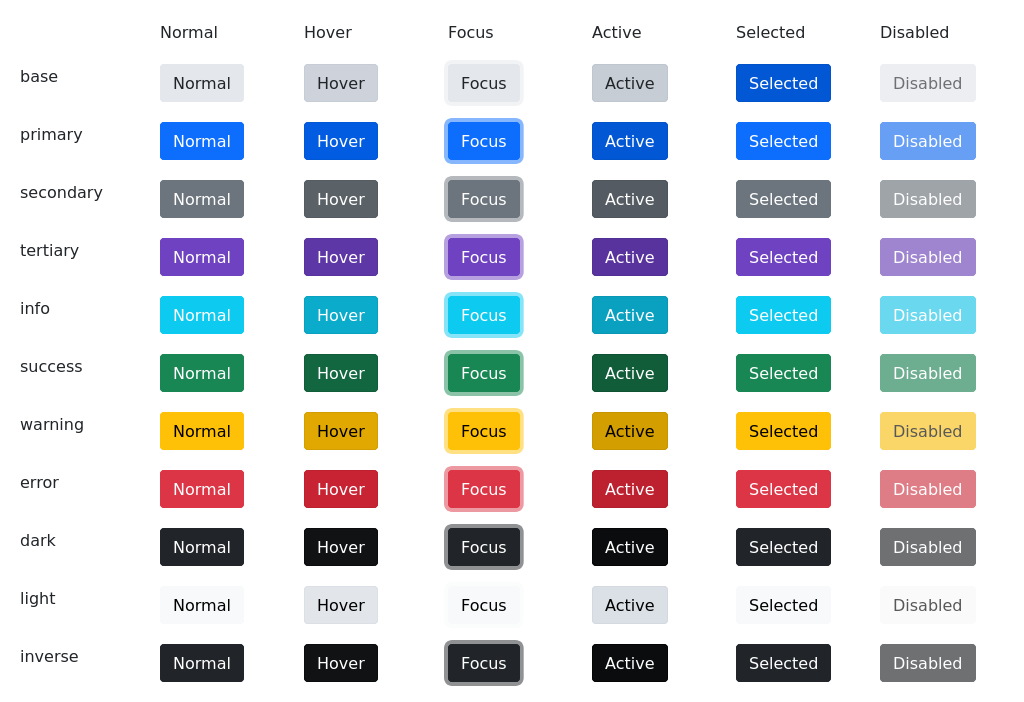 Normal Hover Focus Active Selected Disabled
base Normal Hover Focus Active Selected Disabled
primary Normal Hover Focus Active Selected Disabled
secondary Normal Hover Focus Active Selected Disabled
tertiary Normal Hover Focus Active Selected Disabled
info Normal Hover Focus Active Selected Disabled
success Normal Hover Focus Active Selected Disabled
warning Normal Hover Focus Active Selected Disabled
error Normal Hover Focus Active Selected Disabled
dark Normal Hover Focus Active Selected Disabled
light Normal Hover Focus Active Selected Disabled
inverse Normal Hover Focus Active Selected Disabled